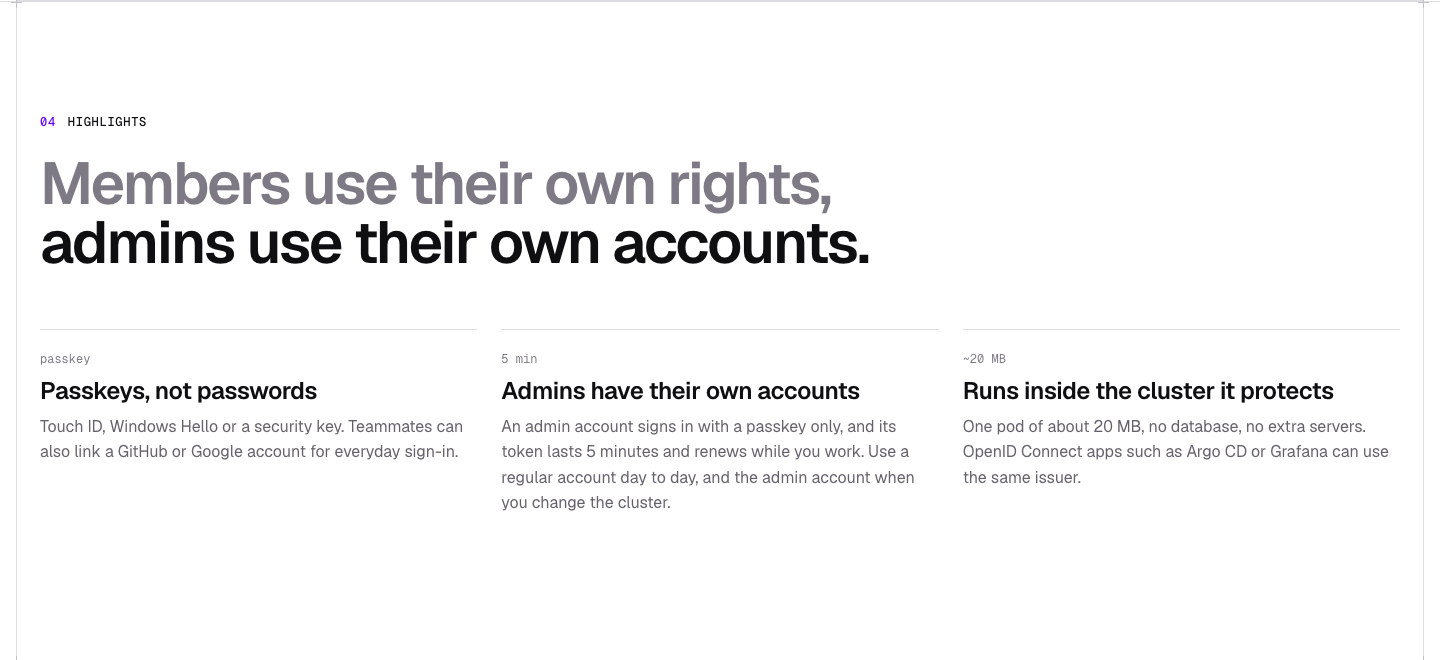 04 HIGHLIGHTS
Members use their own rights,
admins use their own accounts.
passkey
Passkeys, not passwords
Touch ID, Windows Hello or a security key. Teammates can
also link a GitHub or Google account for everyday sign-in.
5 min
Admins have their own accounts
An admin account signs in with a passkey only, and its
token lasts 5 minutes and renews while you work. Use a
regular account day to day, and the admin account when
you change the cluster.
~20 MB
Runs inside the cluster it protects
One pod of about 20 MB, no database, no extra servers.
OpenID Connect apps such as Argo CD or Grafana can use
the same issuer.